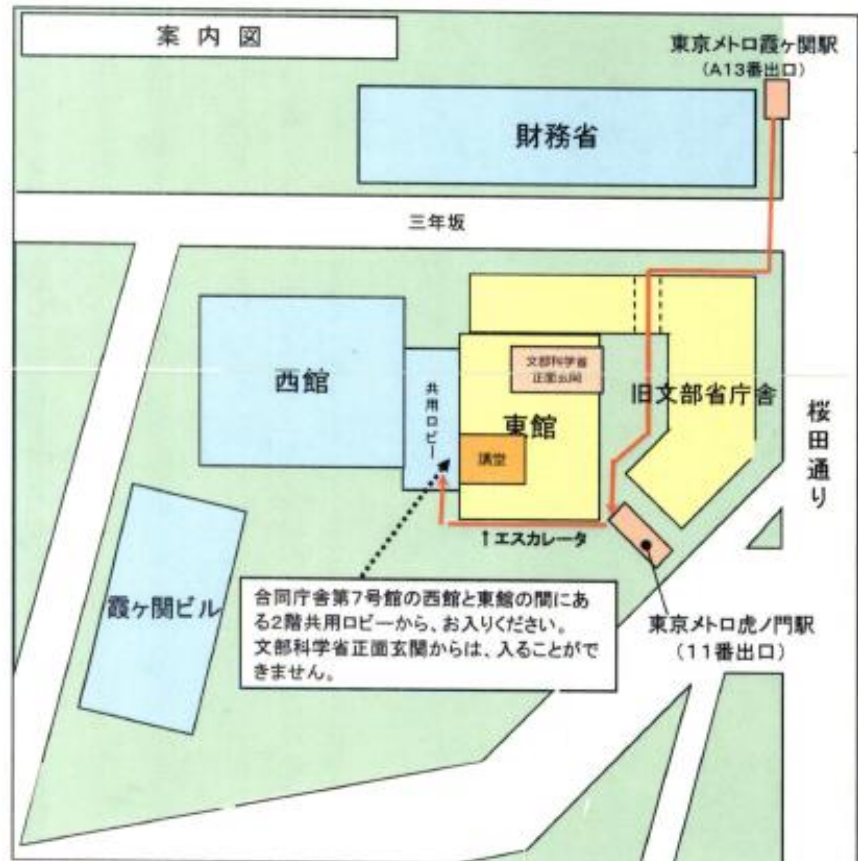 案内図
東京メトロ霞ヶ関駅
(A13番出口)
財務省
三年坂
西館
共用ロビー
文部科学省
正面玄関
東館
講堂
旧文部省庁舎
桜田通り
↑エスカレータ
霞ヶ関ビル
合同庁舎第7号館の西館と東館の間にあ
る2階共用ロビーから、お入りください。
文部科学省正面玄関からは、入ることがで
きません。
東京メトロ虎ノ門駅
(11番出口)